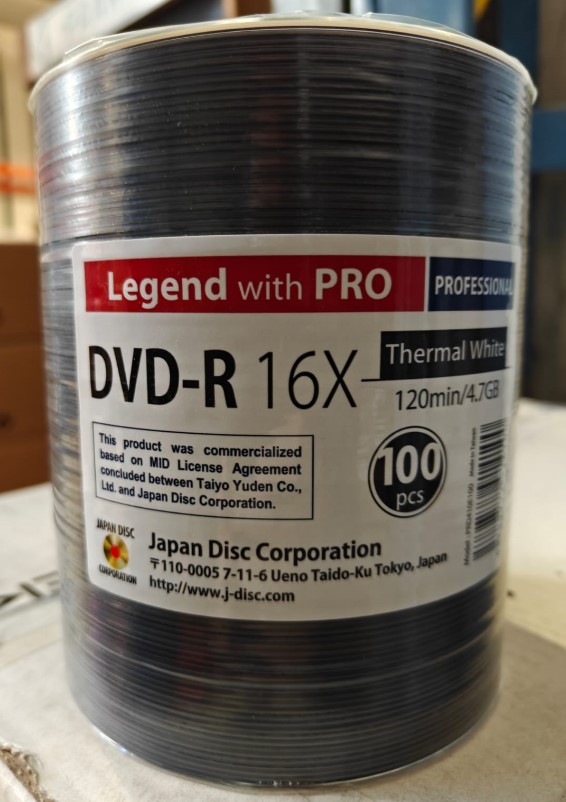 Legend with PRO
PROFESSIONAL
DVD-R 16X
Thermal White
120min/4.7GB
This product was commercialized
based on MID License Agreement
concluded between Taiyo Yuden Co.,
Ltd. and Japan Disc Corporation.
100
pcs
Made in Taiwan
JAPAN DISC
CORPORATION
Japan Disc Corporation
〒110-0005 7-11-6 Ueno Taido-Ku Tokyo, Japan
http://www.j-disc.com